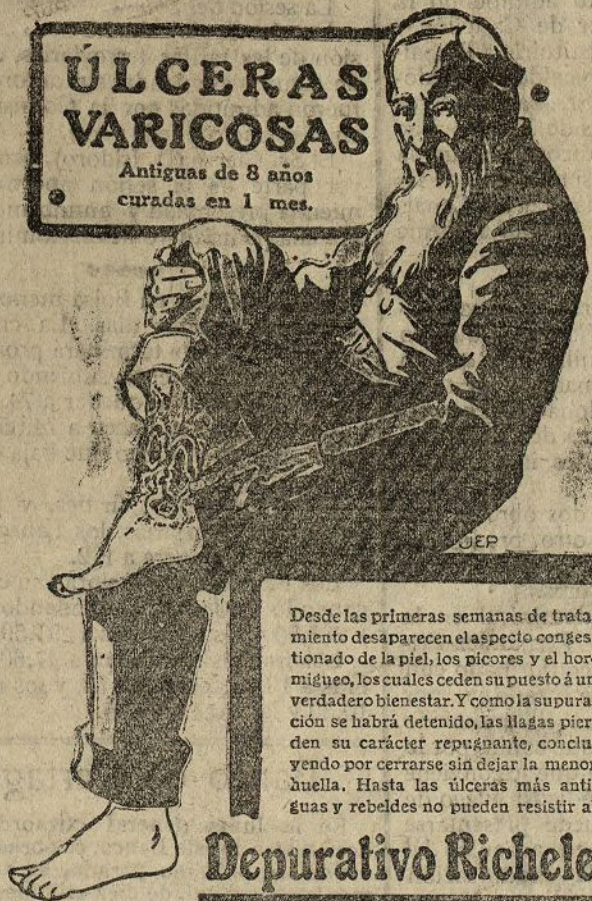 ÚLCERAS
VARICOSAS
Antiguas de 8 años
curadas en 1 mes.
JEP
Desde las primeras semanas de trata
miento desaparecen el aspecto conges
tionado de la piel, los picores y el hor
migueo, los cuales ceden su puesto á un
verdadero bienestar. Y como la supura
ción se habrá detenido, las llagas pier
den su carácter repugnante, conclu
yendo por cerrarse sin dejar la menor
huella. Hasta las úlceras más anti
guas y rebeldes no pueden resistir a
Depurativo Richele